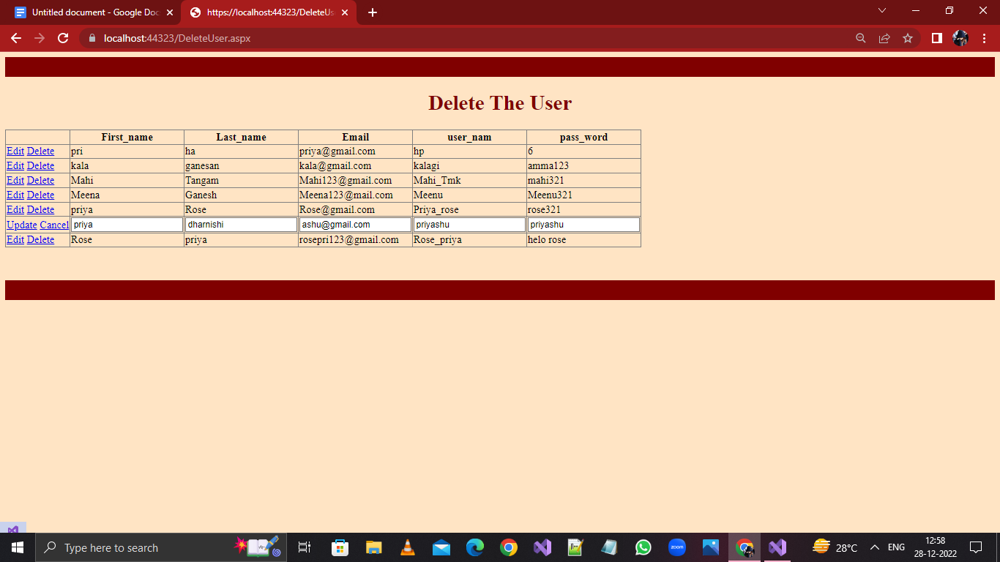 Untitled document - Google Doc
https://localhost:44323/DeleteUs
localhost:44323/DeleteUser.aspx
Delete The User
First_name Last_name Email user_nam pass_word
Edit Delete pri ha priya@gmail.com hp 6
Edit Delete kala ganesan kala@gmail.com kalagi amma123
Edit Delete Mahi Tangam Mahi123@gmail.com Mahi_Tmk mahi321
Edit Delete Meena Ganesh Meena123@mail.com Meenu Meenu321
Edit Delete priya Rose Rose@gmail.com Priya_rose rose321
Update Cancel priya dharnishi ashu@gmail.com priyashu priyashu
Edit Delete Rose priya rosepri123@gmail.com Rose_priya helo rose
Type here to search
zoom
28°C
ENG
12:58
28-12-2022